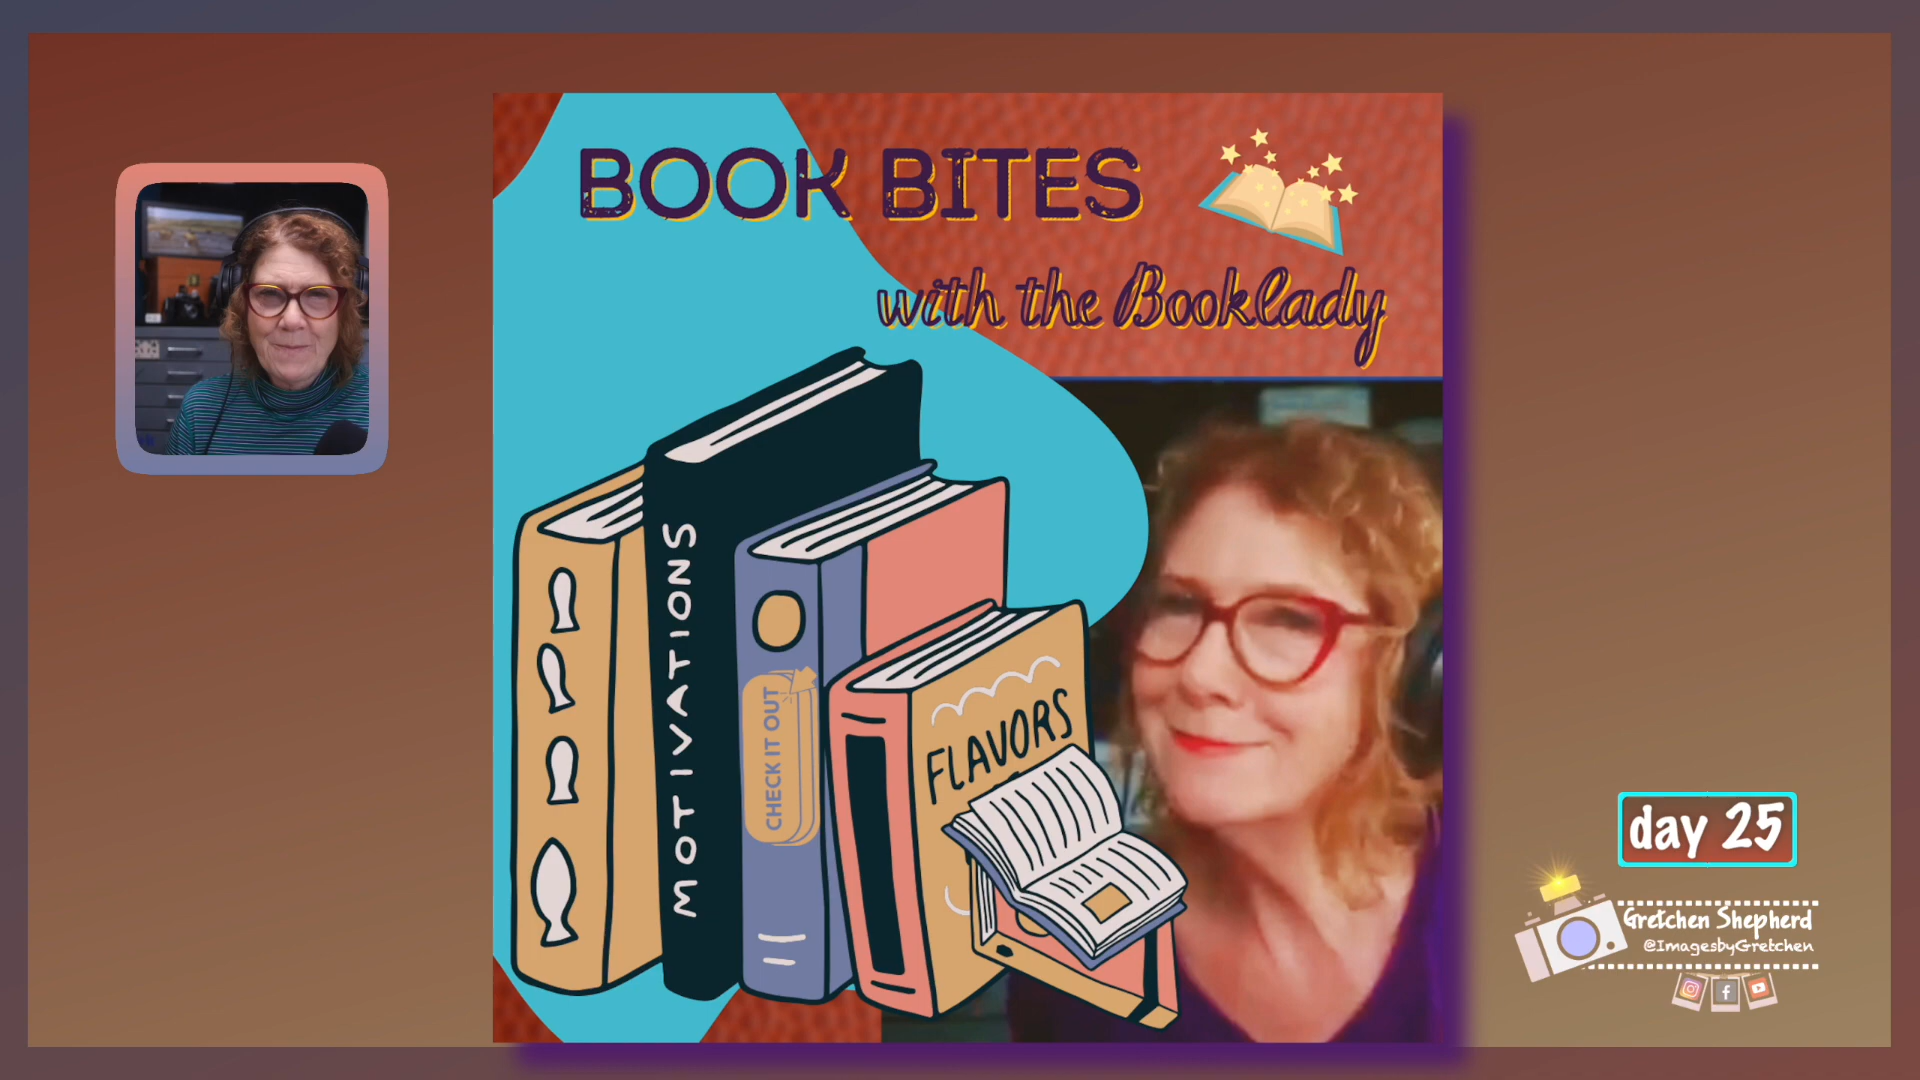 BOOK BITES
with the Booklady
MOTIVATIONS
CHECK IT OUT
FLAVORS
day 25
Gretchen Shepherd
@ImagesbyGretchen